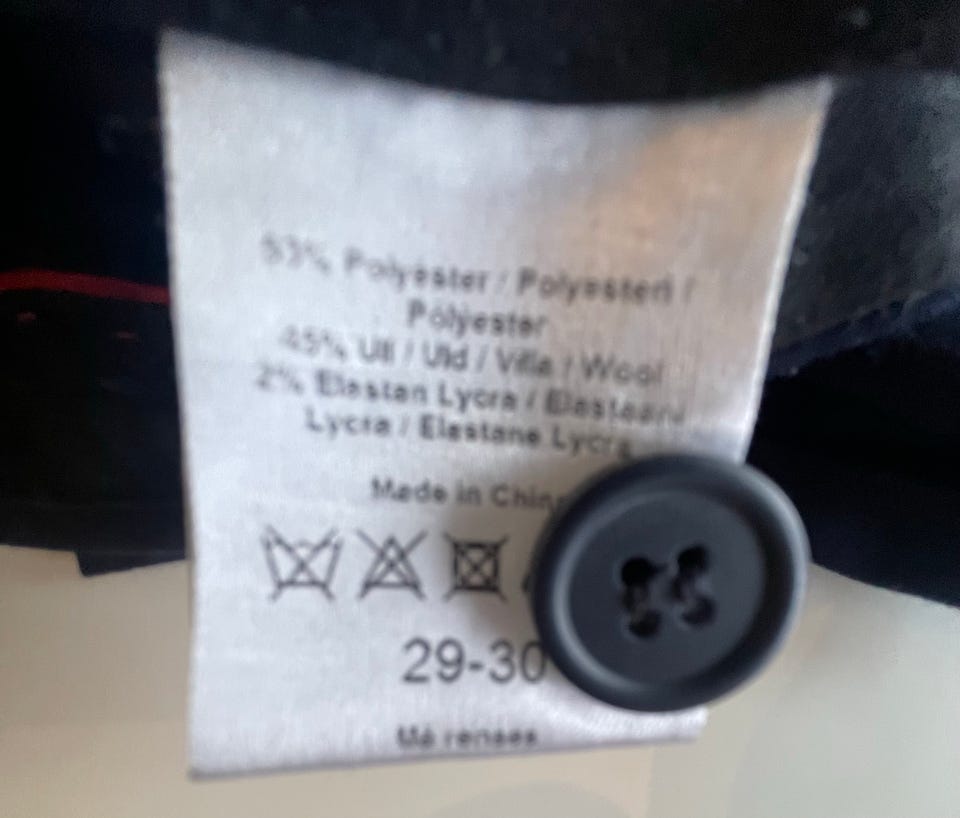 53% Polyester / Polyesteri /
Polyester
45% Ull / Uld / Villa / Wool
2% Elastan Lycra / Elastaani
Lycra / Elastane Lycra
Made in China
29-30
Må renses